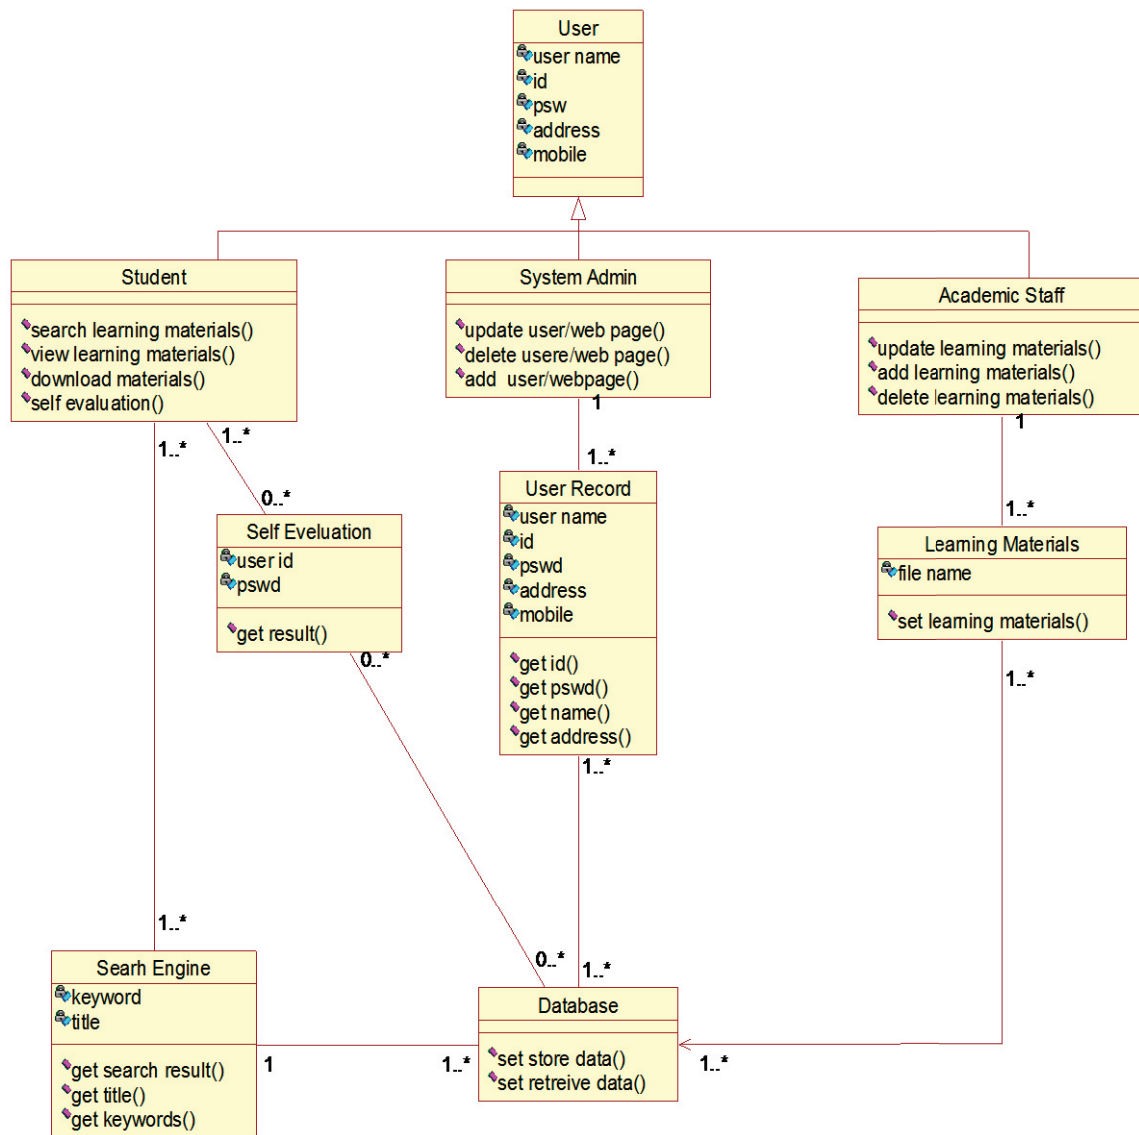 User
user name
id
psw
address
mobile
Student
search learning materials()
view learning materials()
download materials()
self evaluation()
System Admin
update user/web page()
delete usere/web page()
add user/webpage()
Academic Staff
update learning materials()
add learning materials()
delete learning materials()
1..*
1..*
1
1
0..*
1..*
1..*
Self Eveluation
user id
pswd
get result()
User Record
user name
id
pswd
address
mobile
get id()
get pswd()
get name()
get address()
Learning Materials
file name
set learning materials()
0..*
1..*
1..*
1..*
0..*
1..*
Searh Engine
keyword
title
get search result()
get title()
get keywords()
1
1..*
Database
set store data()
set retreive data()
1..*